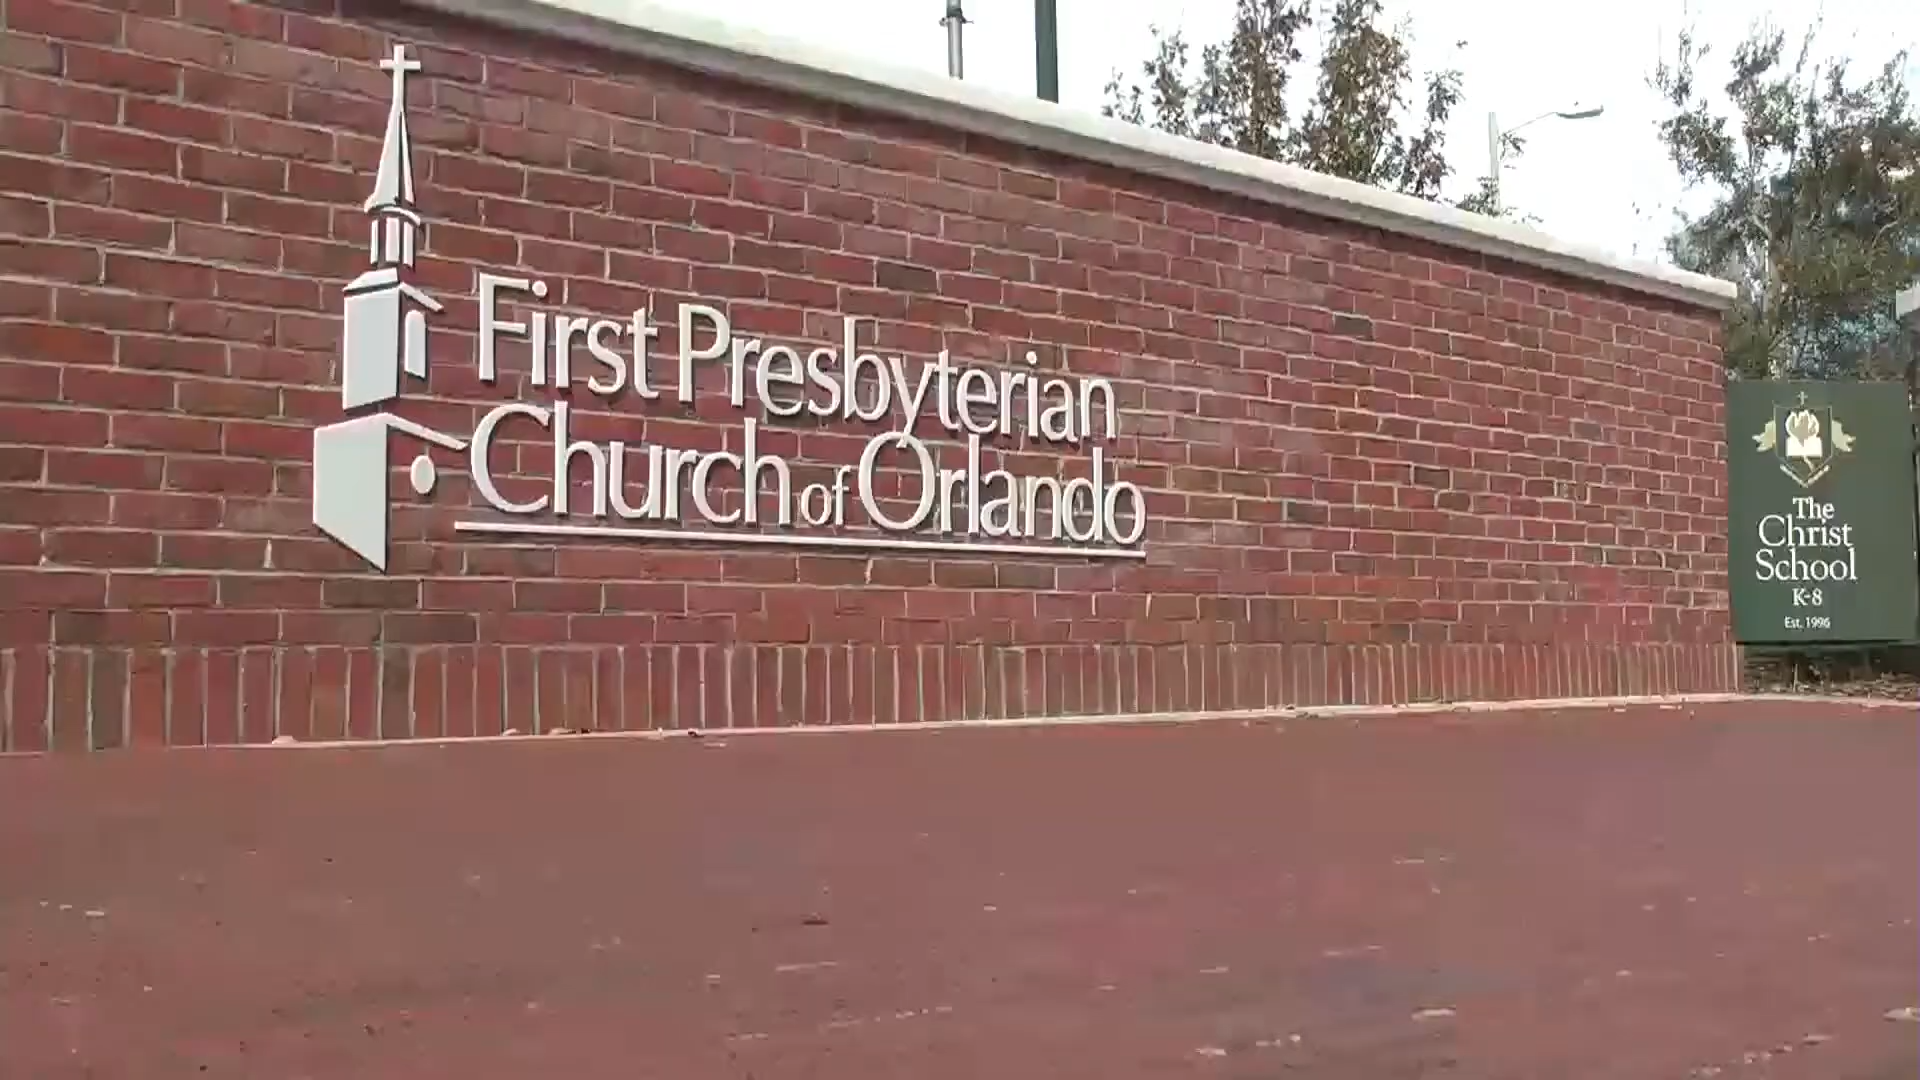 First Presbyterian
Church of Orlando
The
Christ
School
K-8
Est. 1996